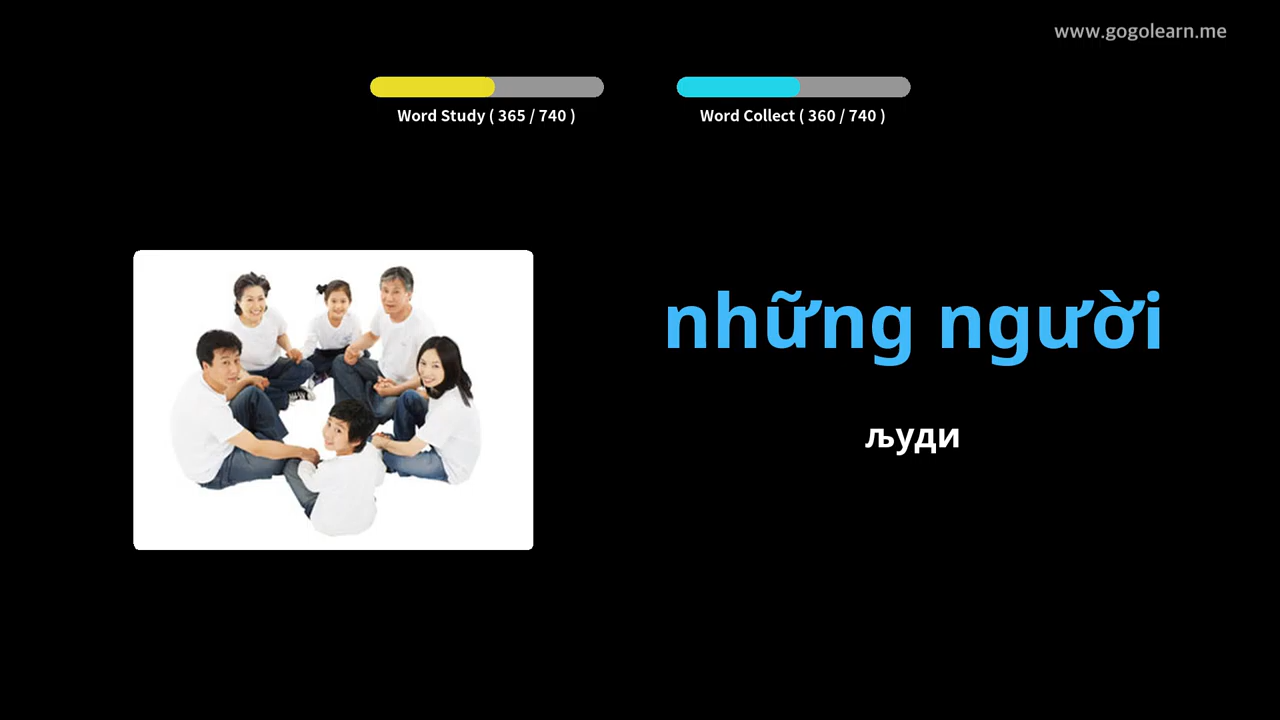 www.gogolearn.me
Word Study ( 365 / 740 )
Word Collect ( 360 / 740 )
những người
људи